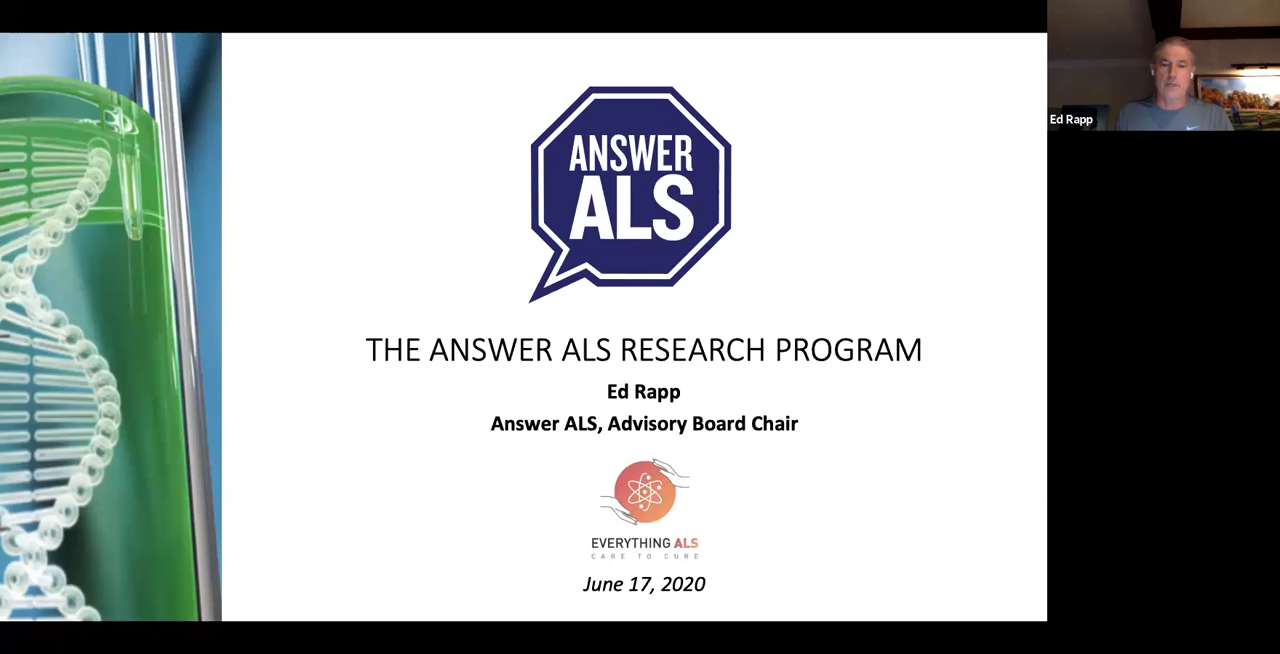 ANSWER
ALS
Ed Rapp
THE ANSWER ALS RESEARCH PROGRAM
Ed Rapp
Answer ALS, Advisory Board Chair
EVERYTHING ALS
CARE TO CURE
June 17, 2020